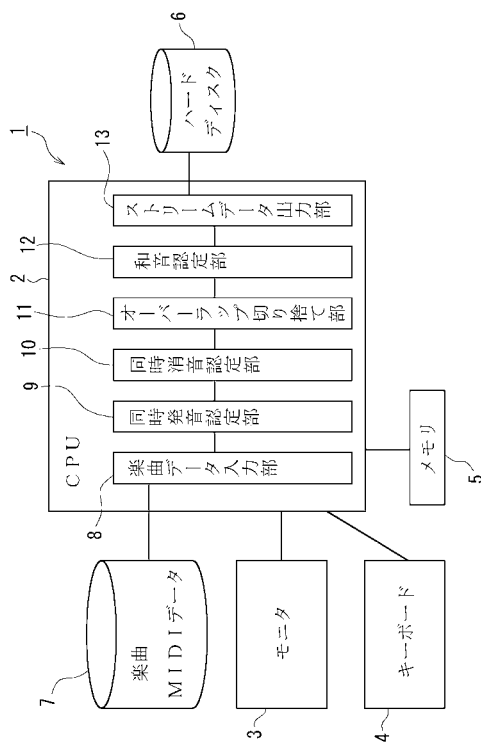 1
2
CPU
8
楽曲データ入力部
9
同時発音認定部
10
同時消音認定部
11
オーバーラップ切り捨て部
12
和音認定部
13
ストリームデータ出力部
6
ハード
ディスク
7
楽曲
MIDIデータ
3
モニタ
4
キーボード
5
メモリ